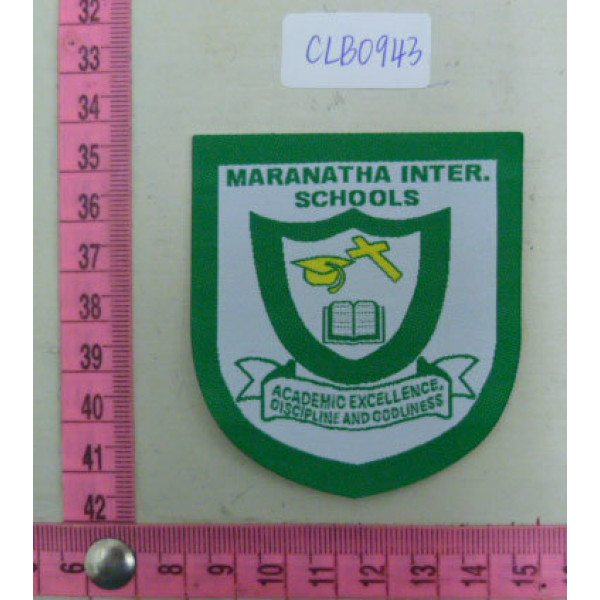 CLB0943
MARANATHA INTER.
SCHOOLS
ACADEMIC EXCELLENCE,
DISCIPLINE AND GODLINESS
32
33
34
35
36
37
38
39
40
41
42
6 8 9 10 11 12 13 14 15